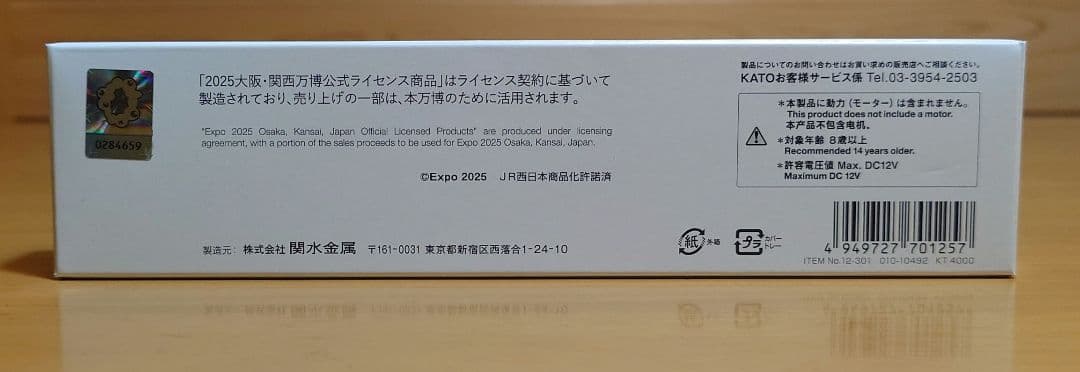 0284659
「2025大阪・関西万博公式ライセンス商品」はライセンス契約に基づいて
製造されており、売り上げの一部は、本万博のために活用されます。
"Expo 2025 Osaka, Kansai, Japan Official Licensed Products" are produced under licensing
agreement, with a portion of the sales proceeds to be used for Expo 2025 Osaka, Kansai, Japan.
©Expo 2025 JR西日本商品化許諾済
製造元: 株式会社 関水金属 〒161-0031 東京都新宿区西落合1-24-10
製品についてのお問い合わせはお買い求めの販売店へご相談ください。
KATOお客様サービス係 Tel.03-3954-2503
*本製品に動力(モーター)は含まれません。
This product does not include a motor.
本产品不包含电机。
*対象年齢 8歳以上
Recommended 14 years older.
*許容電圧値 Max. DC12V
Maximum DC 12V
紙 外箱
プラ カバー
トレー
4 949727 701257
ITEM No.12-301 010-10492 KT 4000